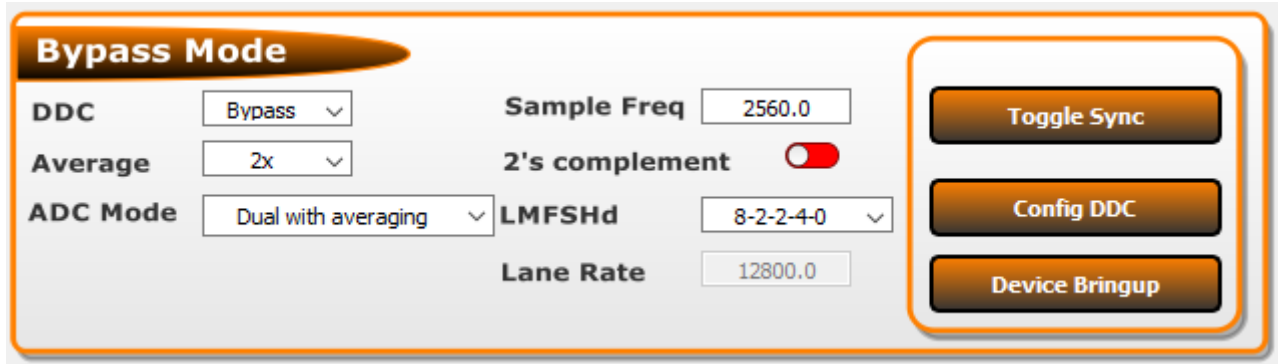 Bypass Mode
DDC Bypass
Sample Freq 2560.0
Average 2x
2's complement
ADC Mode Dual with averaging
LMFSHd 8-2-2-4-0
Lane Rate 12800.0
Toggle Sync
Config DDC
Device Bringup